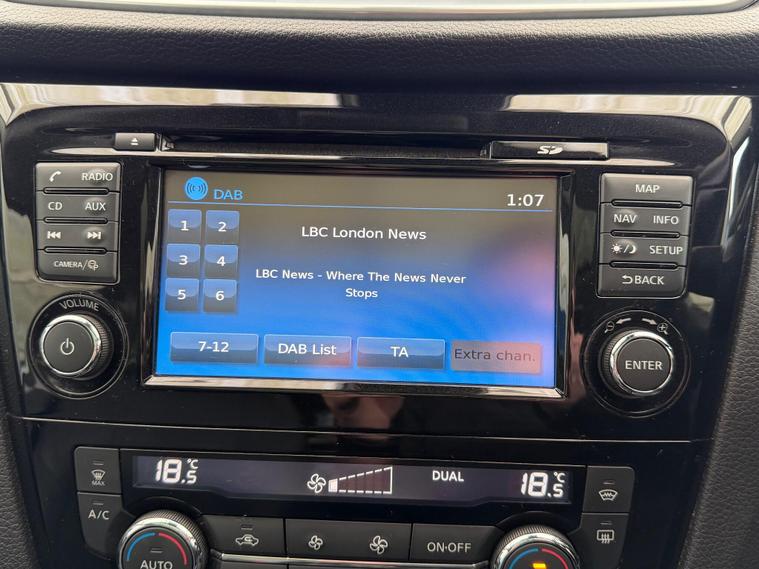 SD
RADIO
CD AUX
CAMERA/
VOLUME
DAB 1:07
1 2
3 4
5 6
LBC London News
LBC News - Where The News Never
Stops
7-12 DAB List TA Extra chan.
MAP
NAV INFO
SETUP
BACK
ENTER
18.5°C DUAL 18.5°C
MAX
A/C
AUTO
ON·OFF